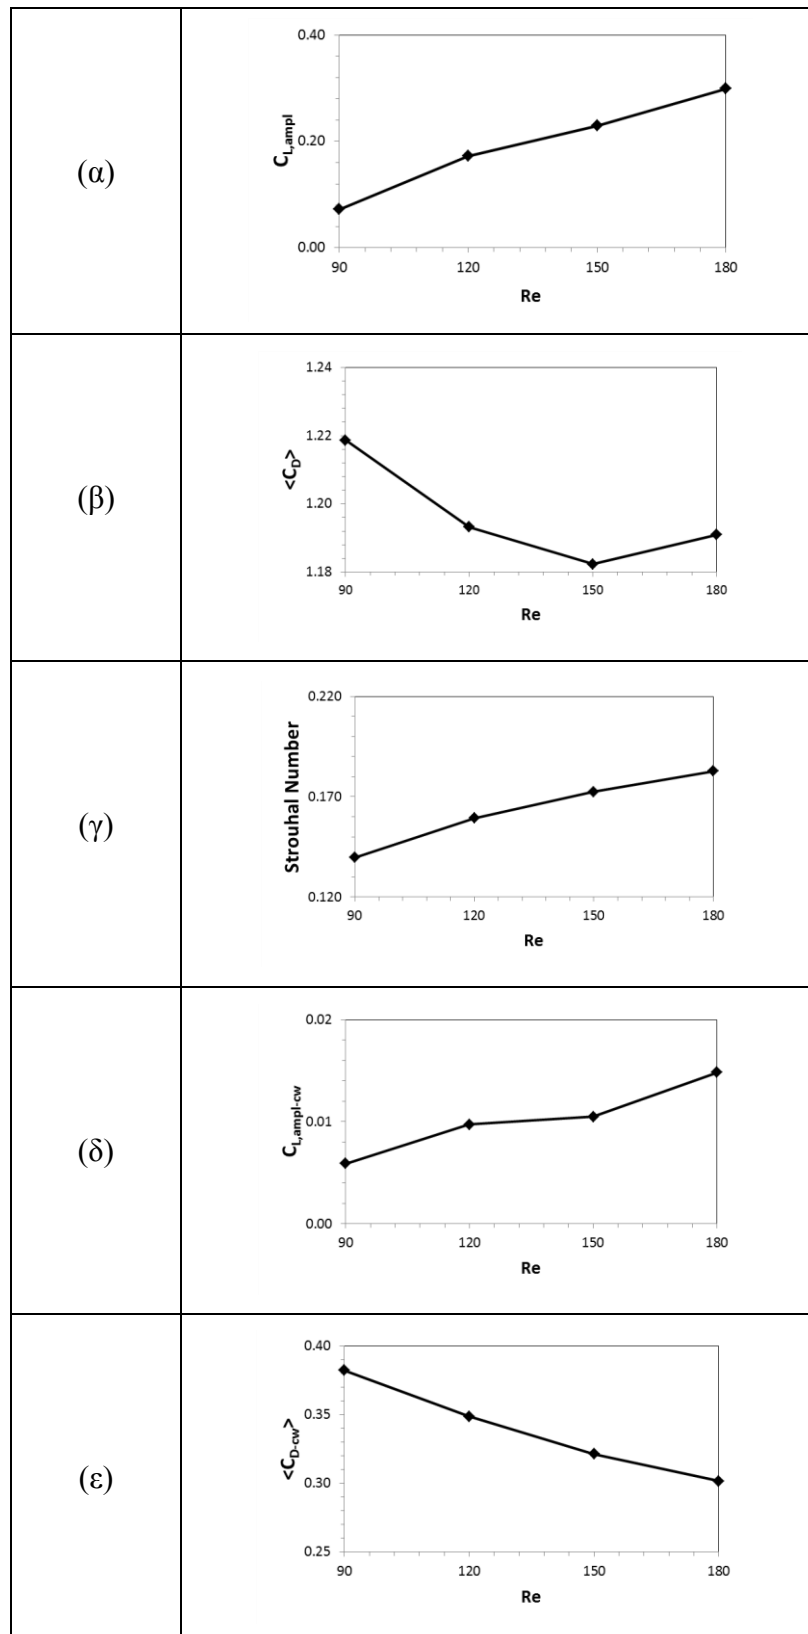 (α)
0.40
0.20
0.00
C_L,ampl
90 120 150 180
Re
(β)
1.24
1.22
1.20
1.18
<C_D>
90 120 150 180
Re
(γ)
0.220
0.170
0.120
Strouhal Number
90 120 150 180
Re
(δ)
0.02
0.01
0.00
C_L,ampl-cw
90 120 150 180
Re
(ε)
0.40
0.35
0.30
0.25
<C_D-cw>
90 120 150 180
Re